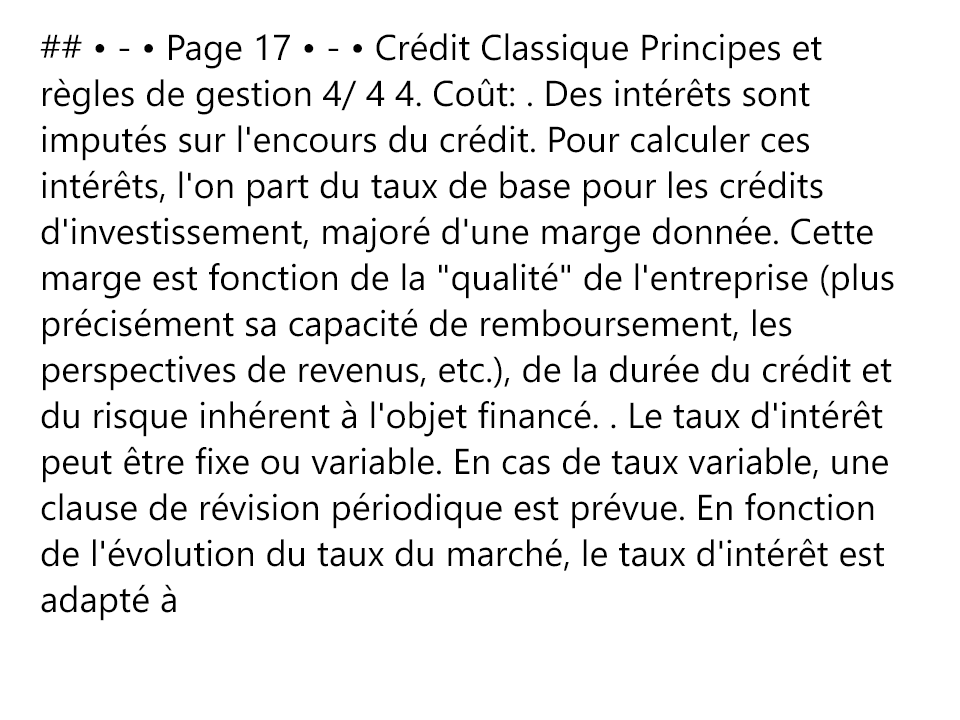 ## • - • Page 17 • - • Crédit Classique Principes et
règles de gestion 4/ 4 4. Coût: . Des intérêts sont
imputés sur l'encours du crédit. Pour calculer ces
intérêts, l'on part du taux de base pour les crédits
d'investissement, majoré d'une marge donnée. Cette
marge est fonction de la "qualité" de l'entreprise (plus
précisément sa capacité de remboursement, les
perspectives de revenus, etc.), de la durée du crédit et
du risque inhérent à l'objet financé. . Le taux d'intérêt
peut être fixe ou variable. En cas de taux variable, une
clause de révision périodique est prévue. En fonction
de l'évolution du taux du marché, le taux d'intérêt est
adapté à